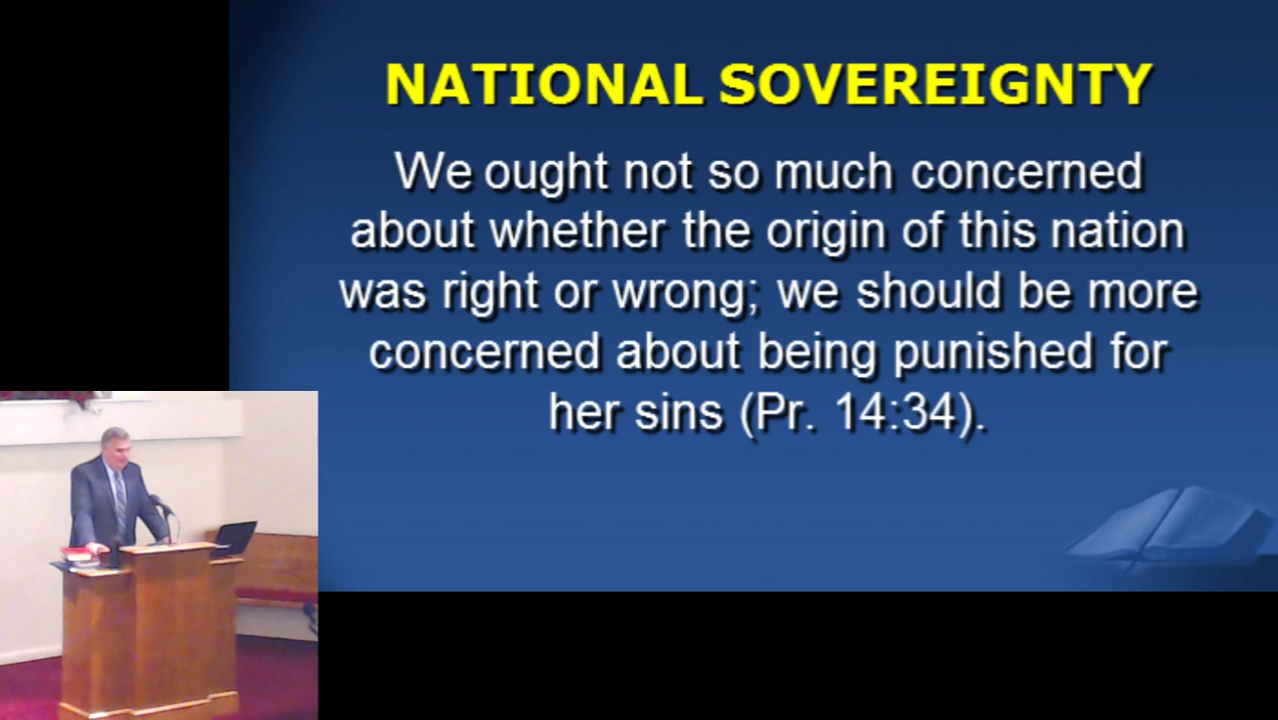 NATIONAL SOVEREIGNTY
We ought not so much concerned
about whether the origin of this nation
was right or wrong; we should be more
concerned about being punished for
her sins (Pr. 14:34).